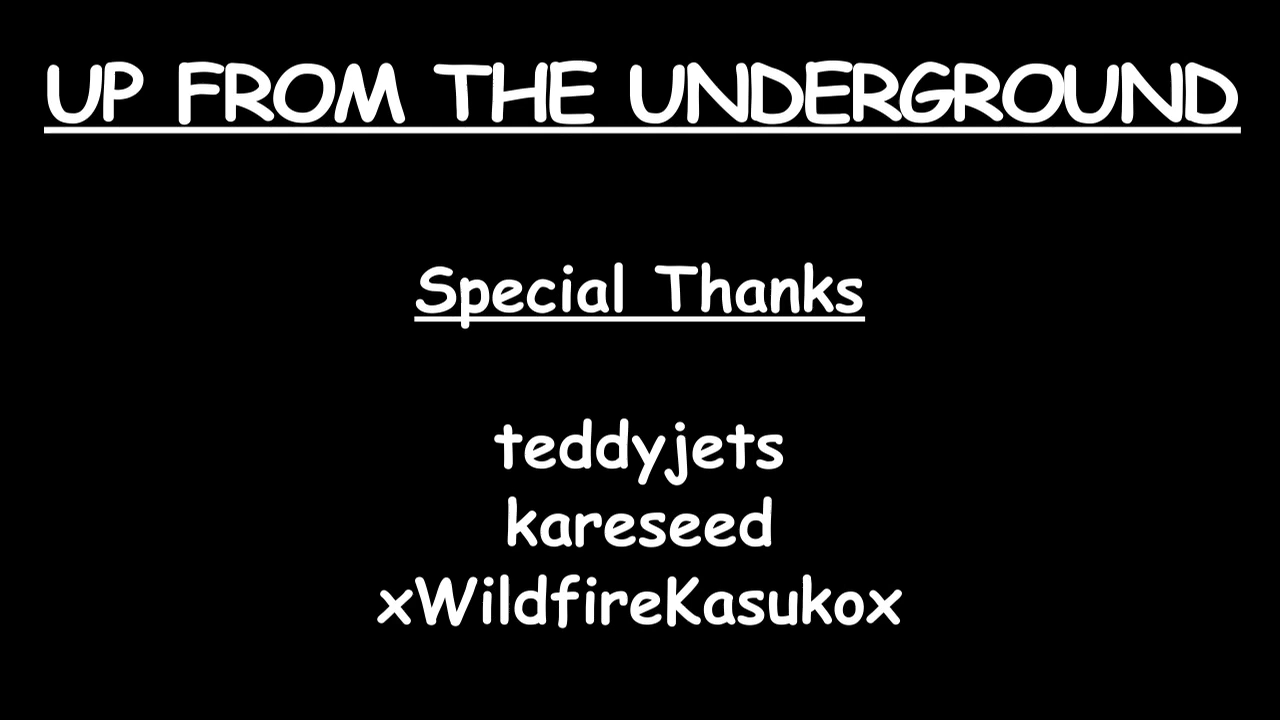 UP FROM THE UNDERGROUND
Special Thanks
teddyjets
kareseed
xWildfireKasukox